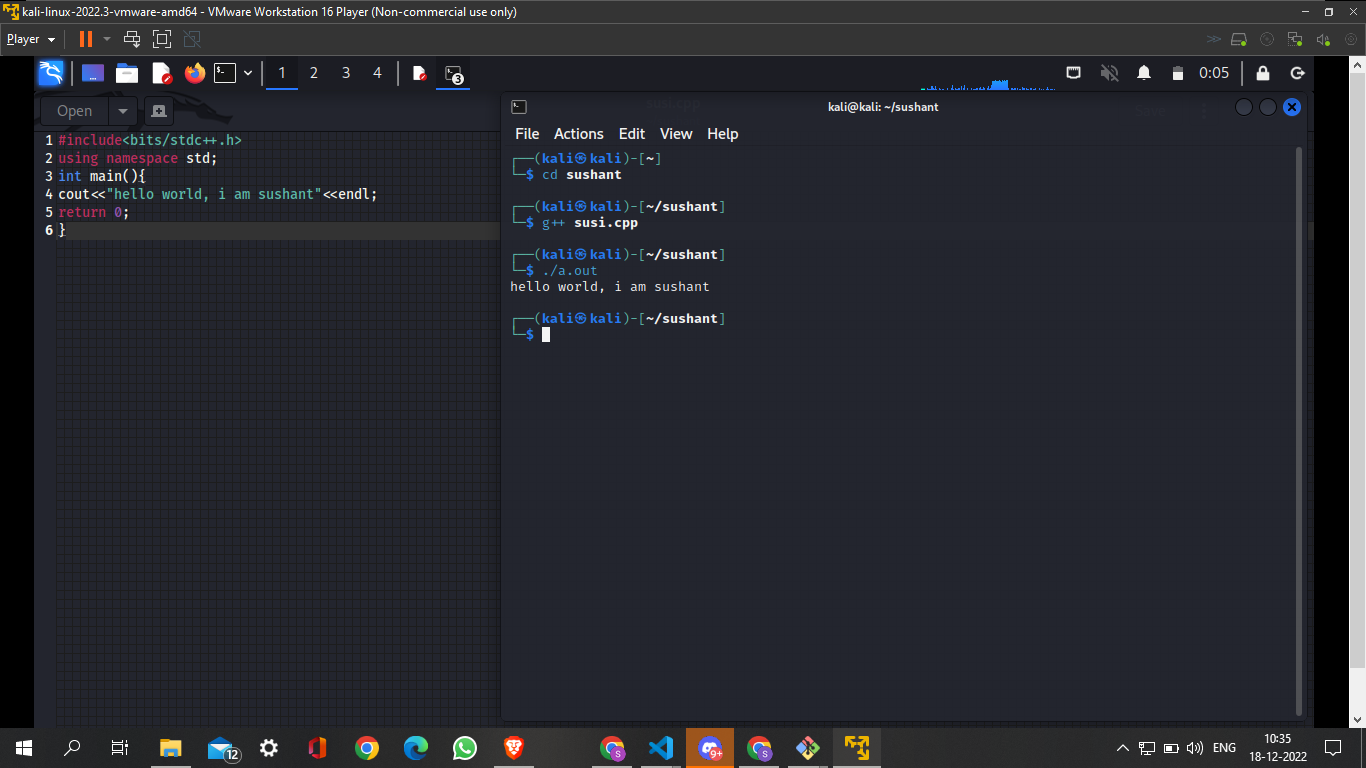 kali-linux-2022.3-vmware-amd64 - VMware Workstation 16 Player (Non-commercial use only)
Player
1 2 3 4
3
0:05
Open
susi.cpp
Save
1 #include<bits/stdc++.h>
2 using namespace std;
3 int main(){
4 cout<<"hello world, i am sushant"<<endl;
5 return 0;
6 }
kali@kali: ~/sushant
File Actions Edit View Help
┌──(kali㉿kali)-[~]
└─$ cd sushant
┌──(kali㉿kali)-[~/sushant]
└─$ g++ susi.cpp
┌──(kali㉿kali)-[~/sushant]
└─$ ./a.out
hello world, i am sushant
┌──(kali㉿kali)-[~/sushant]
└─$
12
S
9+
S
ENG
10:35
18-12-2022